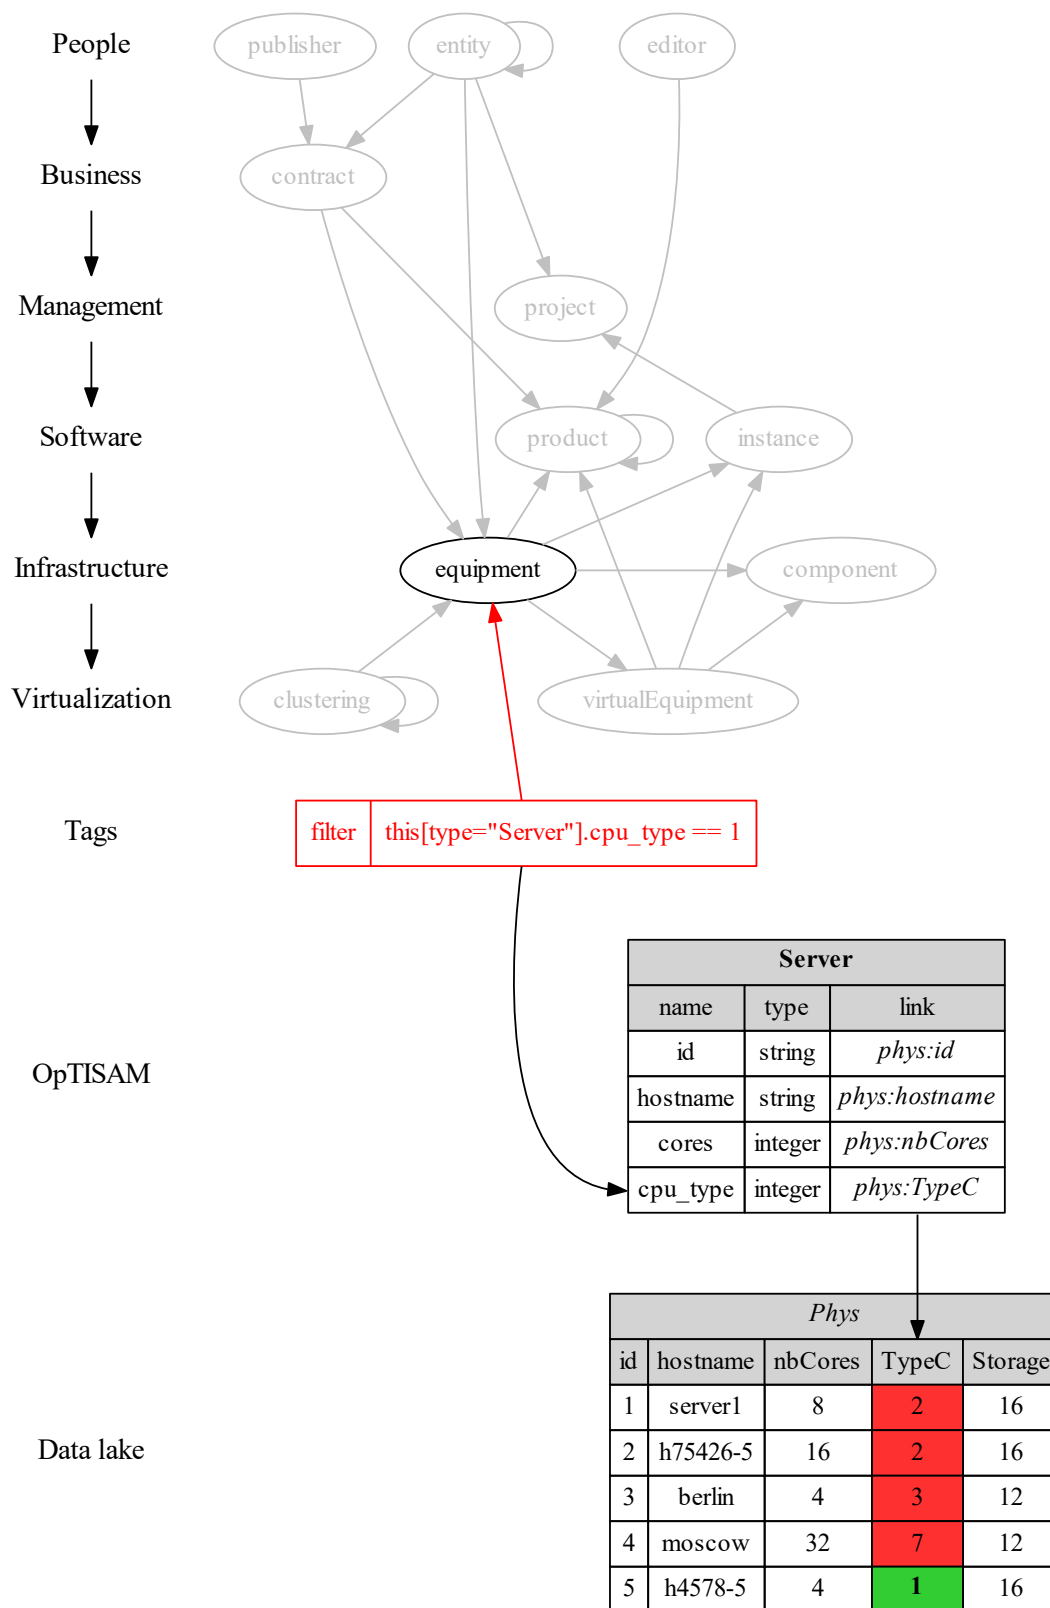 People
publisher
entity
editor
Business
contract
Management
project
Software
product
instance
Infrastructure
equipment
component
Virtualization
clustering
virtualEquipment
Tags
filter
this[type="Server"].cpu_type == 1
OpTISAM
Server
name type link
id string phys:id
hostname string phys:hostname
cores integer phys:nbCores
cpu_type integer phys:TypeC
Data lake
Phys
id hostname nbCores TypeC Storage
1 server1 8 2 16
2 h75426-5 16 2 16
3 berlin 4 3 12
4 moscow 32 7 12
5 h4578-5 4 1 16